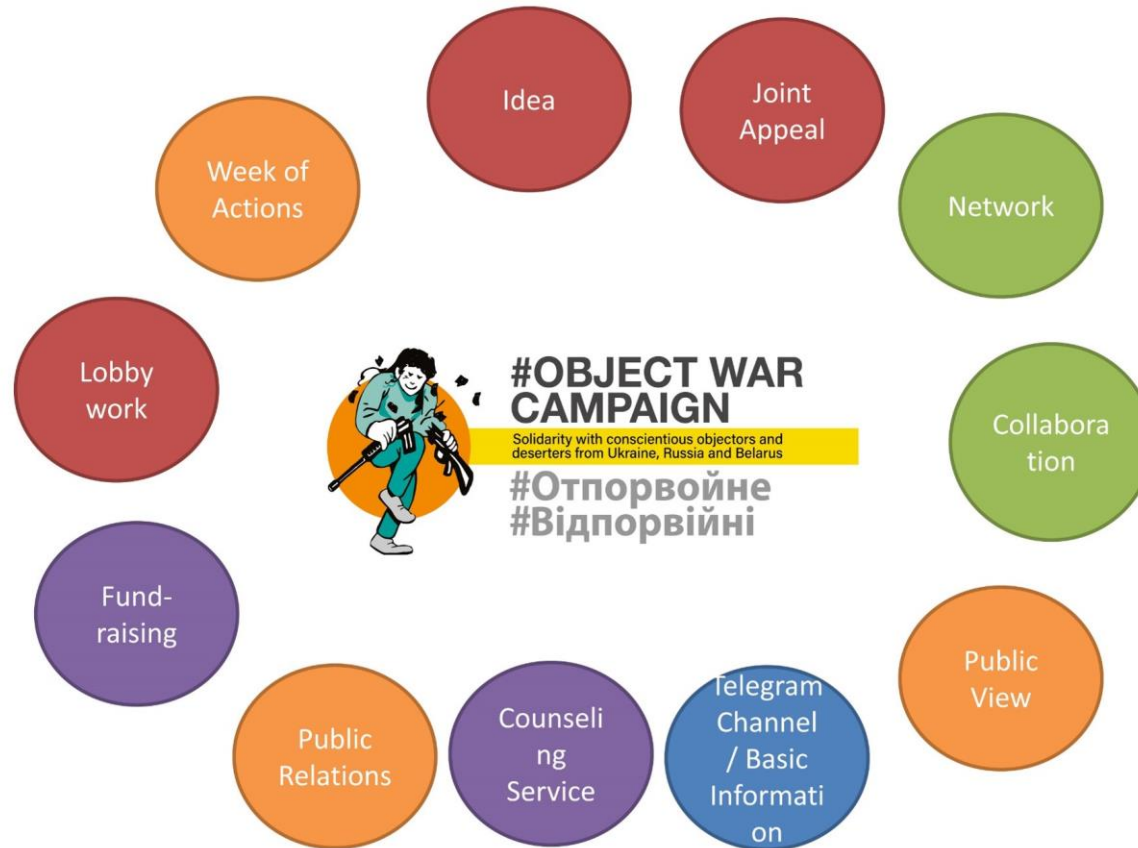 Idea
Joint
Appeal
Week of
Actions
Network
Lobby
work
#OBJECT WAR
CAMPAIGN
Solidarity with conscientious objectors and
deserters from Ukraine, Russia and Belarus
#Отпорвойне
#Відпорвійні
Collabora
tion
Fund-
raising
Public
View
Public
Relations
Counseli
ng
Service
Telegram
Channel
/ Basic
Informati
on